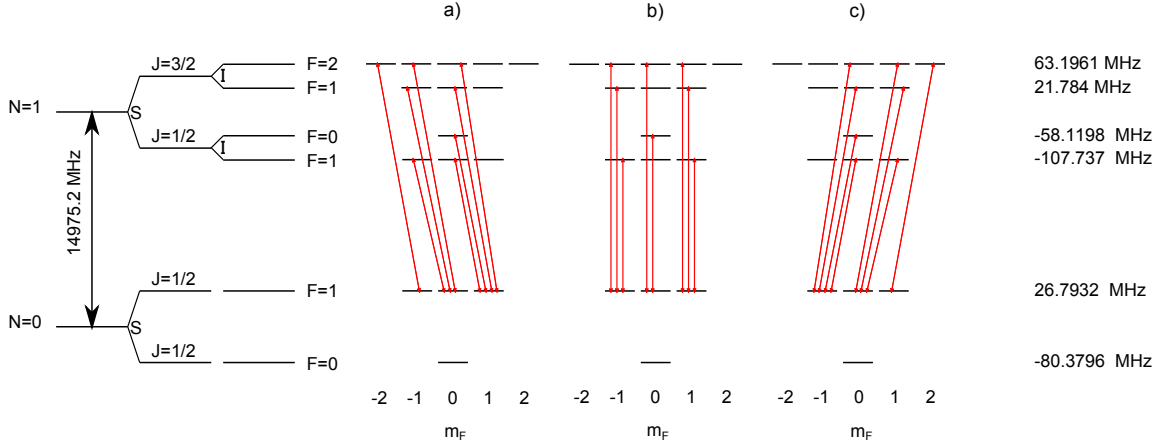 a) b) c)
J=3/2 F=2 63.1961 MHz
I
F=1 21.784 MHz
N=1 S
J=1/2 F=0 -58.1198 MHz
I
F=1 -107.737 MHz
14975.2 MHz
J=1/2 F=1 26.7932 MHz
N=0 S
J=1/2 F=0 -80.3796 MHz
-2 -1 0 1 2 -2 -1 0 1 2 -2 -1 0 1 2
mF mF mF